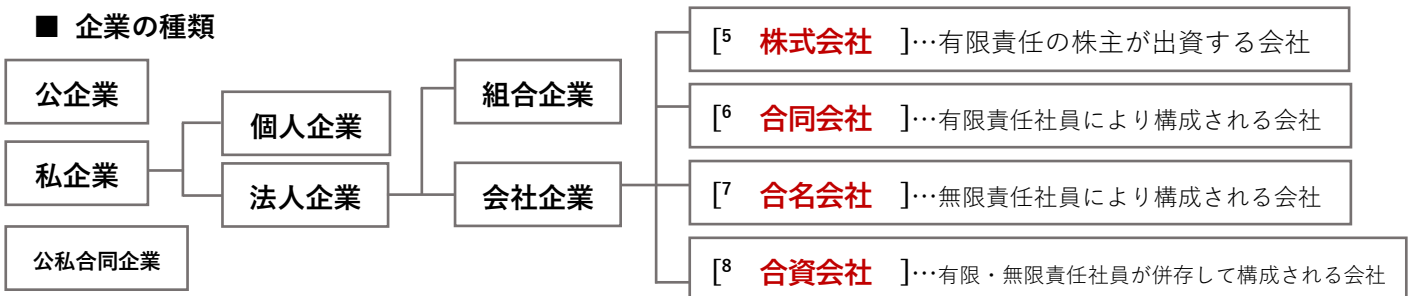 ■ 企業の種類
公企業
私企業
公私合同企業
個人企業
法人企業
組合企業
会社企業
[⁵ 株式会社 ]…有限責任の株主が出資する会社
[⁶ 合同会社 ]…有限責任社員により構成される会社
[⁷ 合名会社 ]…無限責任社員により構成される会社
[⁸ 合資会社 ]…有限・無限責任社員が併存して構成される会社